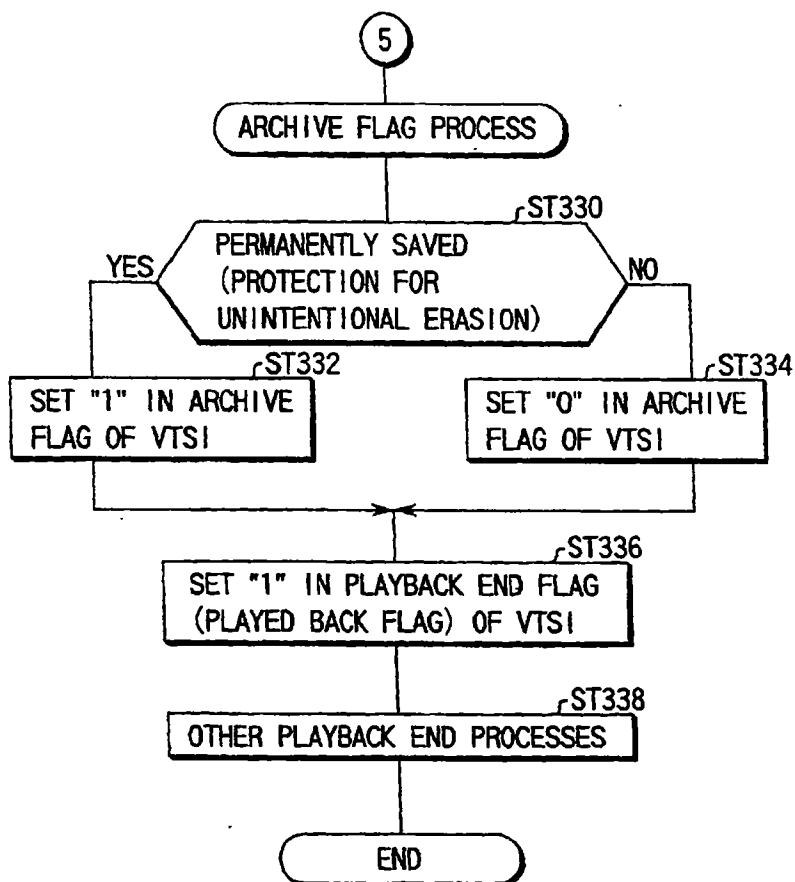 5
ARCHIVE FLAG PROCESS
ST330
PERMANENTLY SAVED
(PROTECTION FOR
UNINTENTIONAL ERASION)
YES
NO
ST332
SET "1" IN ARCHIVE
FLAG OF VTSI
ST334
SET "0" IN ARCHIVE
FLAG OF VTSI
ST336
SET "1" IN PLAYBACK END FLAG
(PLAYED BACK FLAG) OF VTSI
ST338
OTHER PLAYBACK END PROCESSES
END